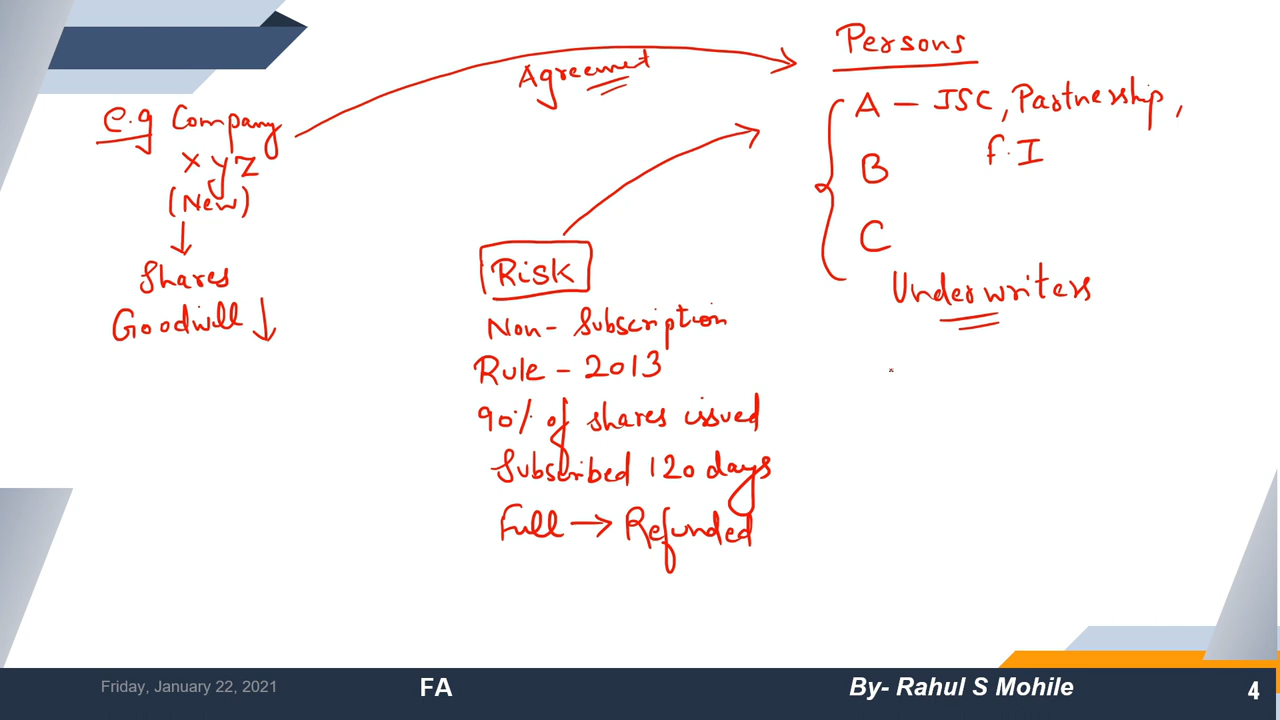 e.g Company
XYZ
(New)
Shares
Goodwill
Agreement
Risk
Non-Subscription
Rule - 2013
90% of shares issued
Subscribed 120 days
Full → Refunded
Persons
A - JSC, Partnership,
F.I
B
C
Underwriters
Friday, January 22, 2021
FA
By- Rahul S Mohile
4